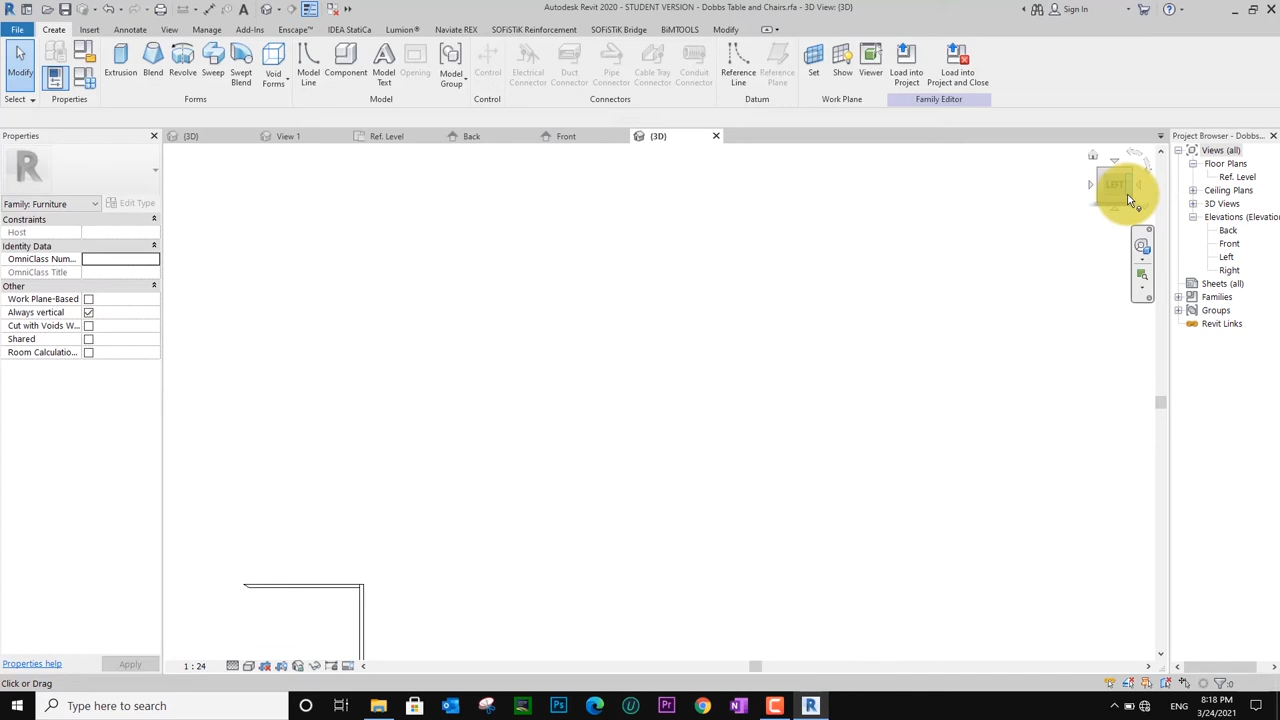 Autodesk Revit 2020 - STUDENT VERSION - Dobbs Table and Chairs.rfa - 3D View: {3D}
Sign In
File Create Insert Annotate View Manage Add-Ins Enscape™ IDEA StatiCa Lumion® Naviate REX SOFiSTiK Reinforcement SOFiSTiK Bridge BiMTOOLS Modify
Modify Extrusion Blend Revolve Sweep Swept Blend Void Forms Model Line Component Model Text Opening Model Group Control Electrical Connector Duct Connector Pipe Connector Cable Tray Connector Conduit Connector Reference Line Reference Plane Set Show Viewer Load into Project Load into Project and Close
Select Properties Forms Model Control Connectors Datum Work Plane Family Editor
Properties
{3D} View 1 Ref. Level Back Front {3D}
Project Browser - Dobbs...
Family: Furniture Edit Type
Constraints
Host
Identity Data
OmniClass Num...
OmniClass Title
Other
Work Plane-Based
Always vertical
Cut with Voids W...
Shared
Room Calculatio...
LEFT
Views (all)
Floor Plans
Ref. Level
Ceiling Plans
3D Views
Elevations (Elevatio
Back
Front
Left
Right
Sheets (all)
Families
Groups
Revit Links
Properties help Apply
1 : 24
Click or Drag
:0
Type here to search
ENG
8:18 PM
3/24/2021